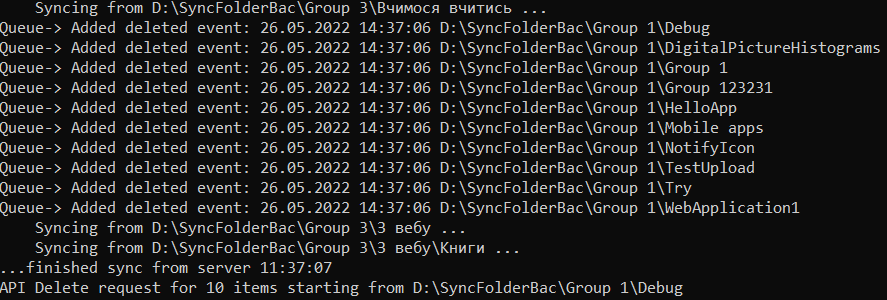 Syncing from D:\SyncFolderBac\Group 3\Вчимося вчитись ...
Queue-> Added deleted event: 26.05.2022 14:37:06 D:\SyncFolderBac\Group 1\Debug
Queue-> Added deleted event: 26.05.2022 14:37:06 D:\SyncFolderBac\Group 1\DigitalPictureHistograms
Queue-> Added deleted event: 26.05.2022 14:37:06 D:\SyncFolderBac\Group 1\Group 1
Queue-> Added deleted event: 26.05.2022 14:37:06 D:\SyncFolderBac\Group 1\Group 123231
Queue-> Added deleted event: 26.05.2022 14:37:06 D:\SyncFolderBac\Group 1\HelloApp
Queue-> Added deleted event: 26.05.2022 14:37:06 D:\SyncFolderBac\Group 1\Mobile apps
Queue-> Added deleted event: 26.05.2022 14:37:06 D:\SyncFolderBac\Group 1\NotifyIcon
Queue-> Added deleted event: 26.05.2022 14:37:06 D:\SyncFolderBac\Group 1\TestUpload
Queue-> Added deleted event: 26.05.2022 14:37:06 D:\SyncFolderBac\Group 1\Try
Queue-> Added deleted event: 26.05.2022 14:37:06 D:\SyncFolderBac\Group 1\WebApplication1
Syncing from D:\SyncFolderBac\Group 3\З вебу ...
Syncing from D:\SyncFolderBac\Group 3\З вебу\Книги ...
...finished sync from server 11:37:07
API Delete request for 10 items starting from D:\SyncFolderBac\Group 1\Debug